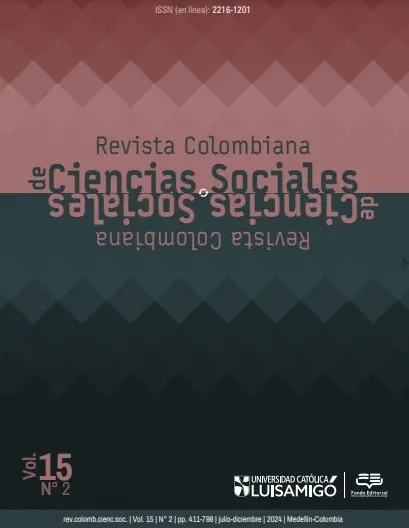 ISSN (en línea): 2216-1201
Revista Colombiana
de Ciencias Sociales
de Ciencias Sociales
Revista Colombiana
Vol. 15
N° 2
UNIVERSIDAD CATÓLICA
LUIS AMIGÓ
Fondo Editorial
rev.colomb.cienc.soc. | Vol. 15 | N° 2 | pp. 411-798 | julio-diciembre | 2024 | Medellín-Colombia